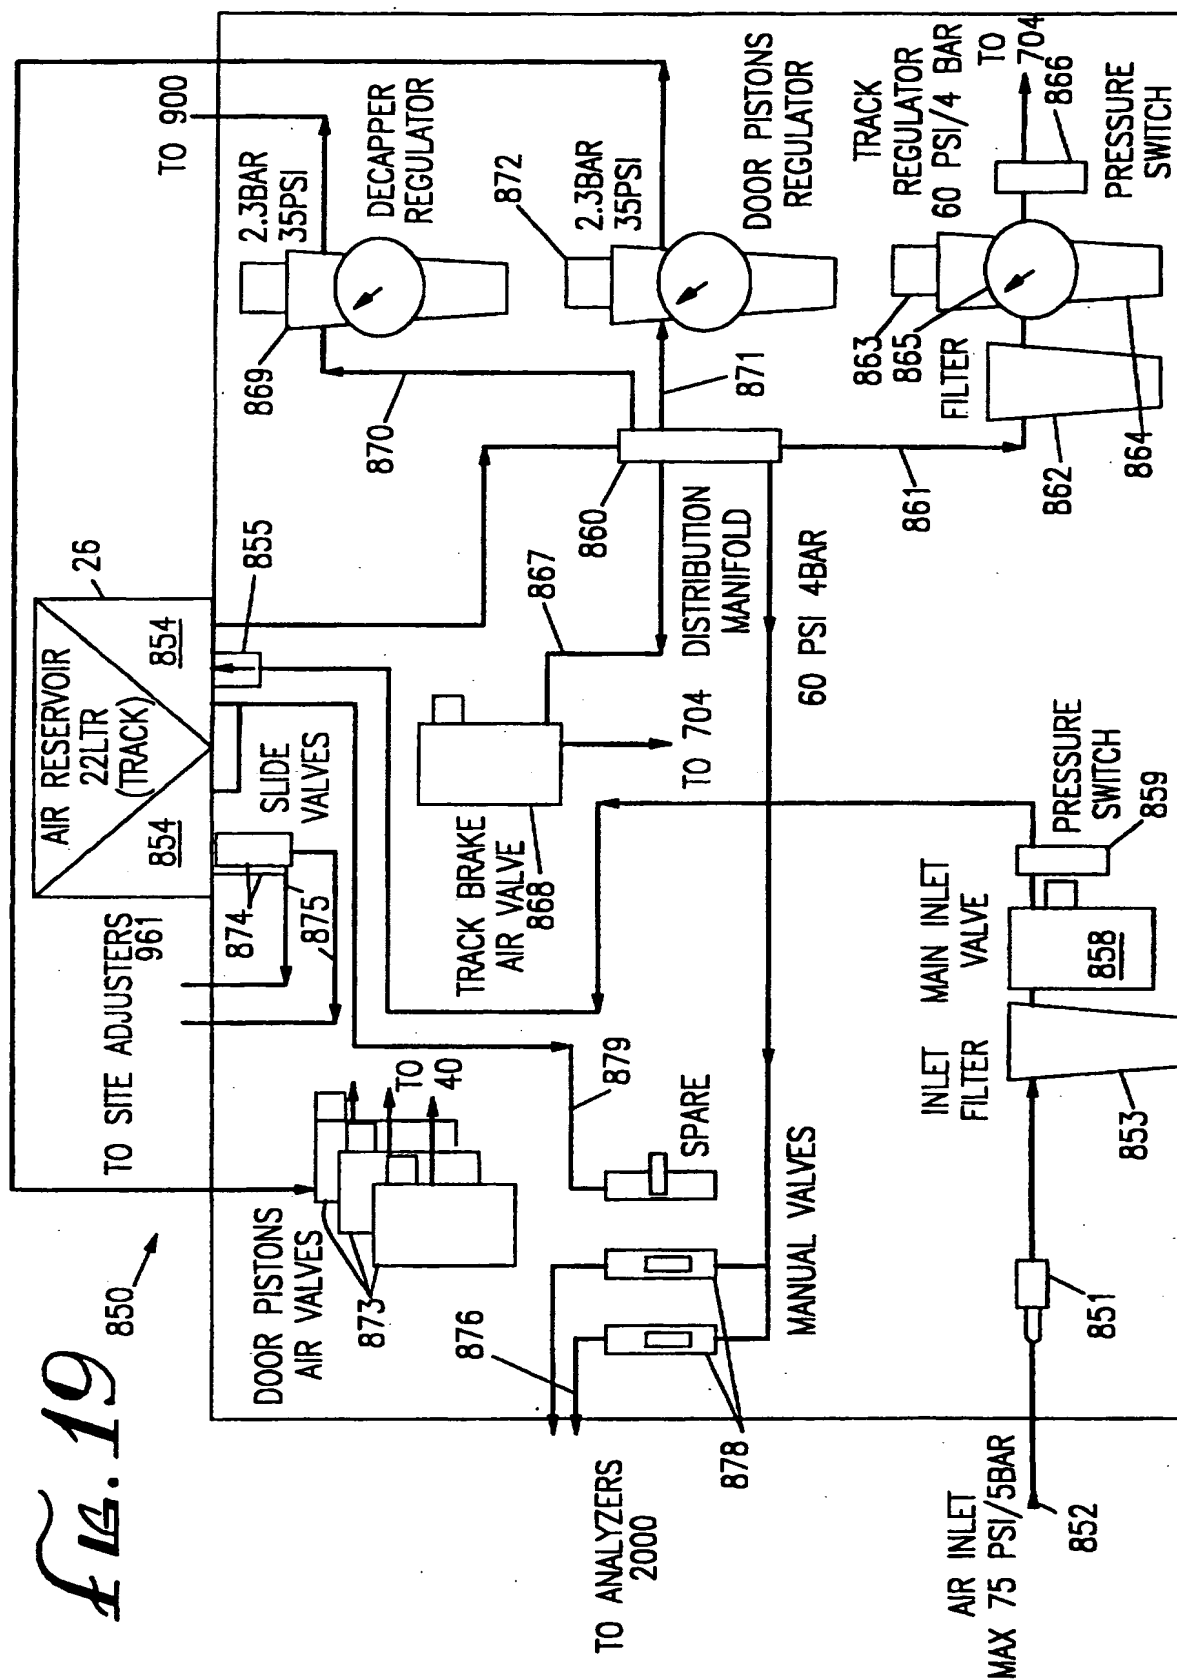 FIG. 19
850
TO SITE ADJUSTERS
961
AIR RESERVOIR
22LTR
(TRACK)
854
854
26
855
SLIDE
VALVES
874
875
TO 900
2.3BAR
35PSI
DECAPPER
REGULATOR
869
870
2.3BAR
35PSI
872
DOOR PISTONS
REGULATOR
871
TRACK
REGULATOR
60 PSI/4 BAR
TO
704
866
PRESSURE
SWITCH
863
865
FILTER
862
864
861
860
DISTRIBUTION
MANIFOLD
60 PSI 4BAR
867
TO 704
TRACK BRAKE
AIR VALVE
868
DOOR PISTONS
AIR VALVES
873
TO
40
876
879
SPARE
MANUAL VALVES
878
TO ANALYZERS
2000
PRESSURE
SWITCH
859
MAIN INLET
VALVE
858
INLET
FILTER
853
851
AIR INLET
MAX 75 PSI/5BAR
852